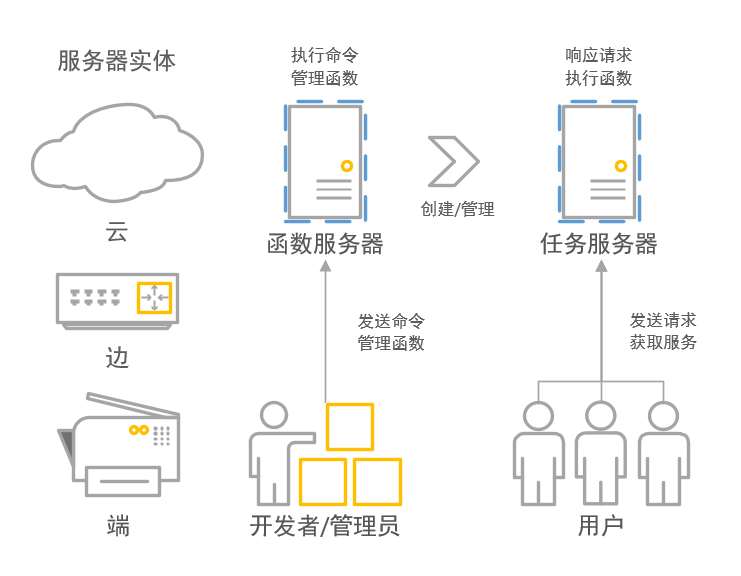 服务器实体
云
边
端
执行命令
管理函数
函数服务器
发送命令
管理函数
开发者/管理员
创建/管理
响应请求
执行函数
任务服务器
发送请求
获取服务
用户